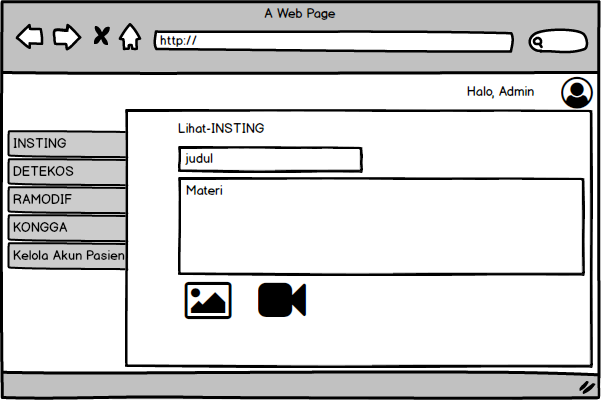 A Web Page
http://
Halo, Admin
Lihat-INSTING
INSTING
judul
DETEKOS
Materi
RAMODIF
KONGGA
Kelola Akun Pasien